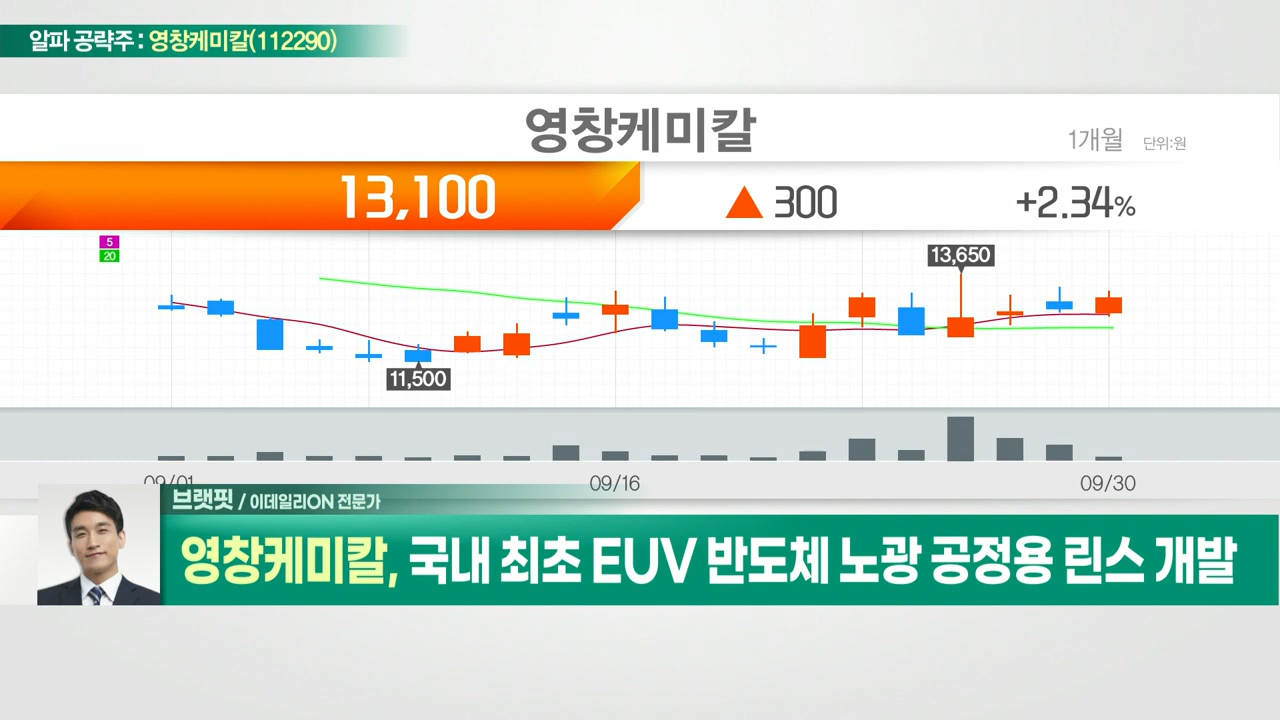 알파 공략주 : 영창케미칼(112290)
영창케미칼
1개월 단위:원
13,100 ▲ 300 +2.34%
5
20
13,650
11,500
09/01 09/16 09/30
브랫핏 / 이데일리ON 전문가
영창케미칼, 국내 최초 EUV 반도체 노광 공정용 린스 개발